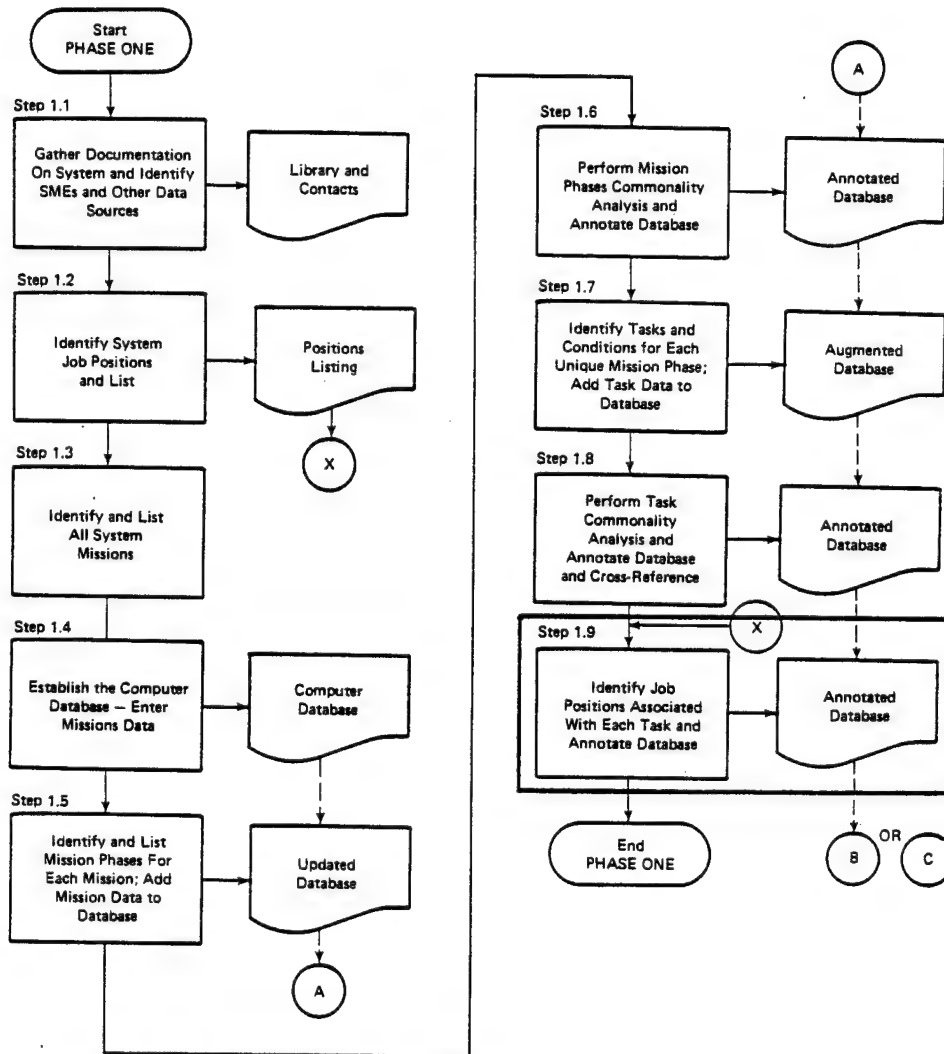 Start
PHASE ONE
Step 1.1
Gather Documentation
On System and Identify
SMEs and Other Data
Sources
Library and
Contacts
Step 1.2
Identify System
Job Positions
and List
Positions
Listing
X
Step 1.3
Identify and List
All System
Missions
Step 1.4
Establish the Computer
Database — Enter
Missions Data
Computer
Database
Step 1.5
Identify and List
Mission Phases For
Each Mission; Add
Mission Data to
Database
Updated
Database
A
A
Step 1.6
Perform Mission
Phases Commonality
Analysis and
Annotate Database
Annotated
Database
Step 1.7
Identify Tasks and
Conditions for Each
Unique Mission Phase;
Add Task Data to
Database
Augmented
Database
Step 1.8
Perform Task
Commonality
Analysis and
Annotate Database
and Cross-Reference
Annotated
Database
X
Step 1.9
Identify Job
Positions Associated
With Each Task and
Annotate Database
Annotated
Database
End
PHASE ONE
B
OR
C